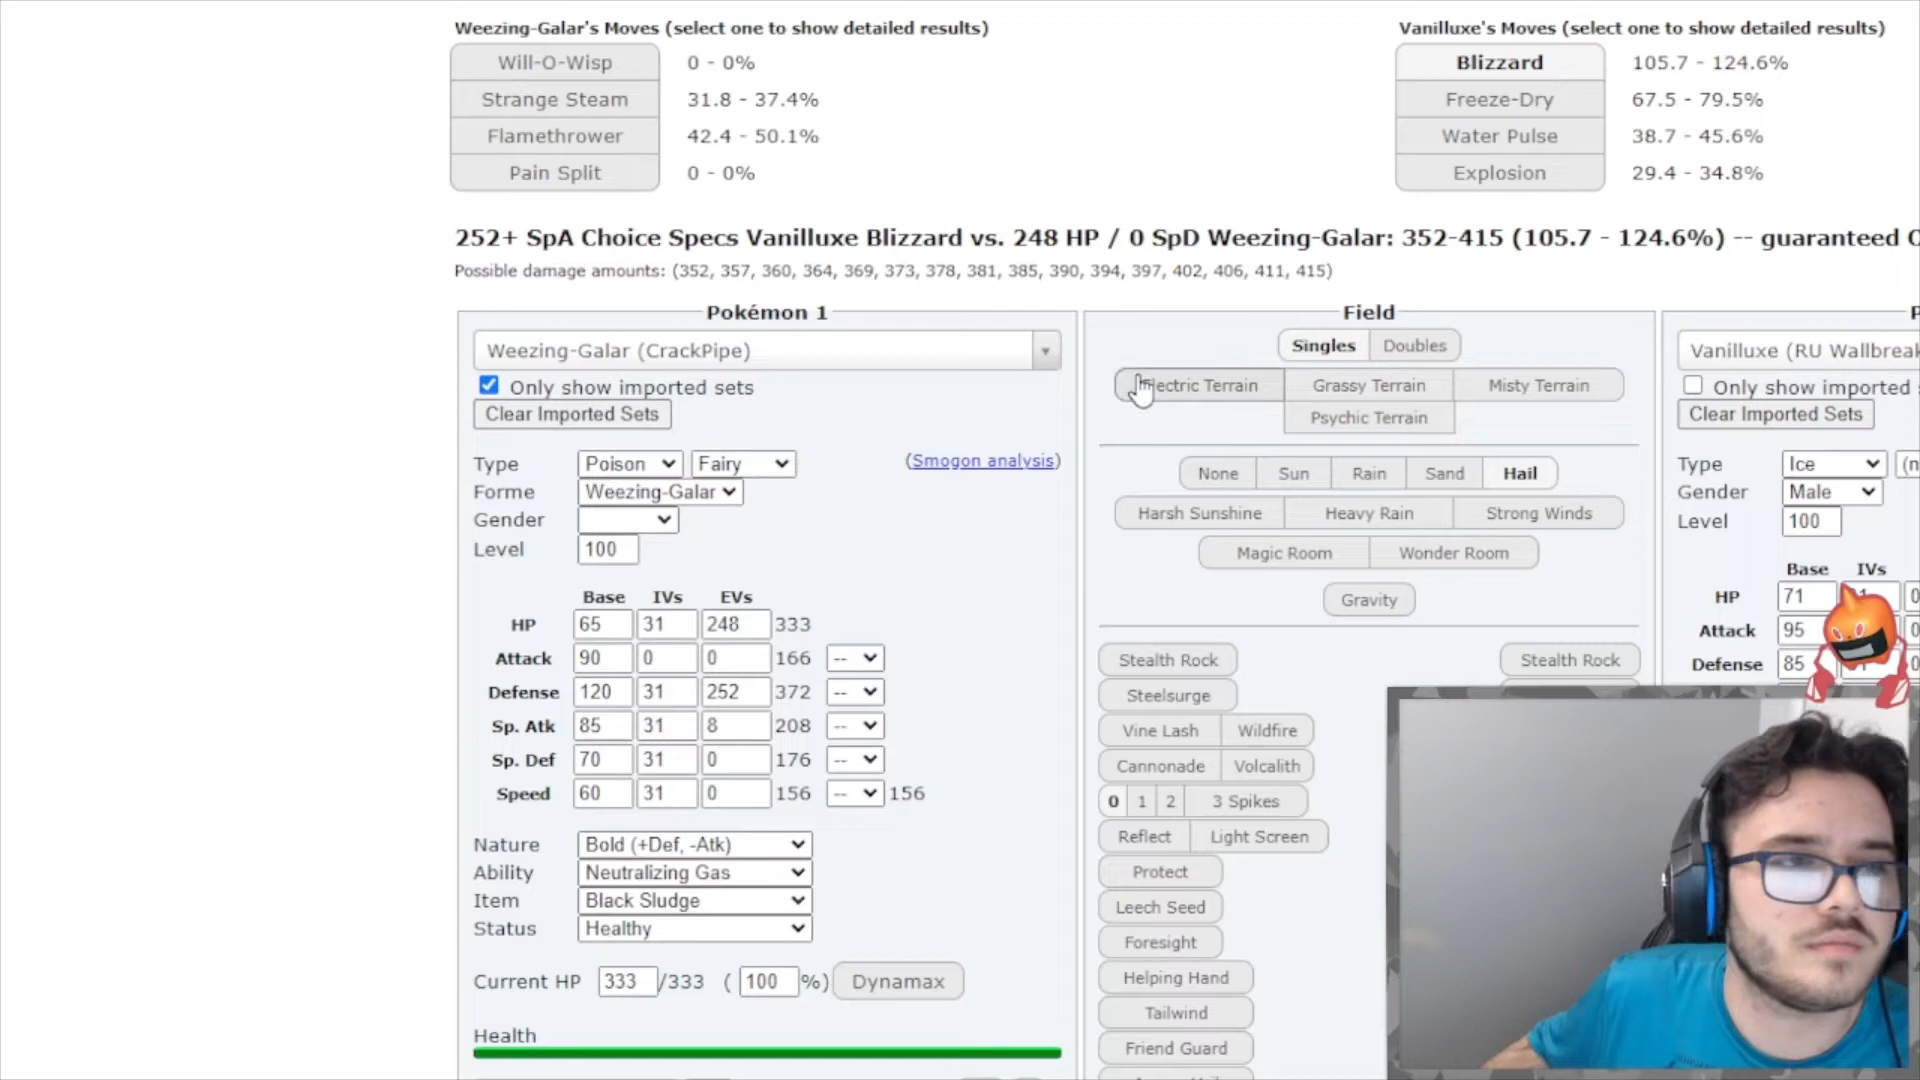 Weezing-Galar's Moves (select one to show detailed results)
Will-O-Wisp 0 - 0%
Strange Steam 31.8 - 37.4%
Flamethrower 42.4 - 50.1%
Pain Split 0 - 0%
Vanilluxe's Moves (select one to show detailed results)
Blizzard 105.7 - 124.6%
Freeze-Dry 67.5 - 79.5%
Water Pulse 38.7 - 45.6%
Explosion 29.4 - 34.8%
252+ SpA Choice Specs Vanilluxe Blizzard vs. 248 HP / 0 SpD Weezing-Galar: 352-415 (105.7 - 124.6%) -- guaranteed
Possible damage amounts: (352, 357, 360, 364, 369, 373, 378, 381, 385, 390, 394, 397, 402, 406, 411, 415)
Pokémon 1
Weezing-Galar (CrackPipe)
Only show imported sets
Clear Imported Sets
Type Poison Fairy (Smogon analysis)
Forme Weezing-Galar
Gender
Level 100
Base IVs EVs
HP 65 31 248 333
Attack 90 0 0 166 --
Defense 120 31 252 372 --
Sp. Atk 85 31 8 208 --
Sp. Def 70 31 0 176 --
Speed 60 31 0 156 -- 156
Nature Bold (+Def, -Atk)
Ability Neutralizing Gas
Item Black Sludge
Status Healthy
Current HP 333 /333 ( 100 %) Dynamax
Health
Field
Singles Doubles
Electric Terrain Grassy Terrain Misty Terrain
Psychic Terrain
None Sun Rain Sand Hail
Harsh Sunshine Heavy Rain Strong Winds
Magic Room Wonder Room
Gravity
Stealth Rock Stealth Rock
Steelsurge
Vine Lash Wildfire
Cannonade Volcalith
0 1 2 3 Spikes
Reflect Light Screen
Protect
Leech Seed
Foresight
Helping Hand
Tailwind
Friend Guard
Vanilluxe (RU Wallbreak
Only show imported
Clear Imported Sets
Type Ice (n
Gender Male
Level 100
Base IVs
HP 71
Attack 95
Defense 85